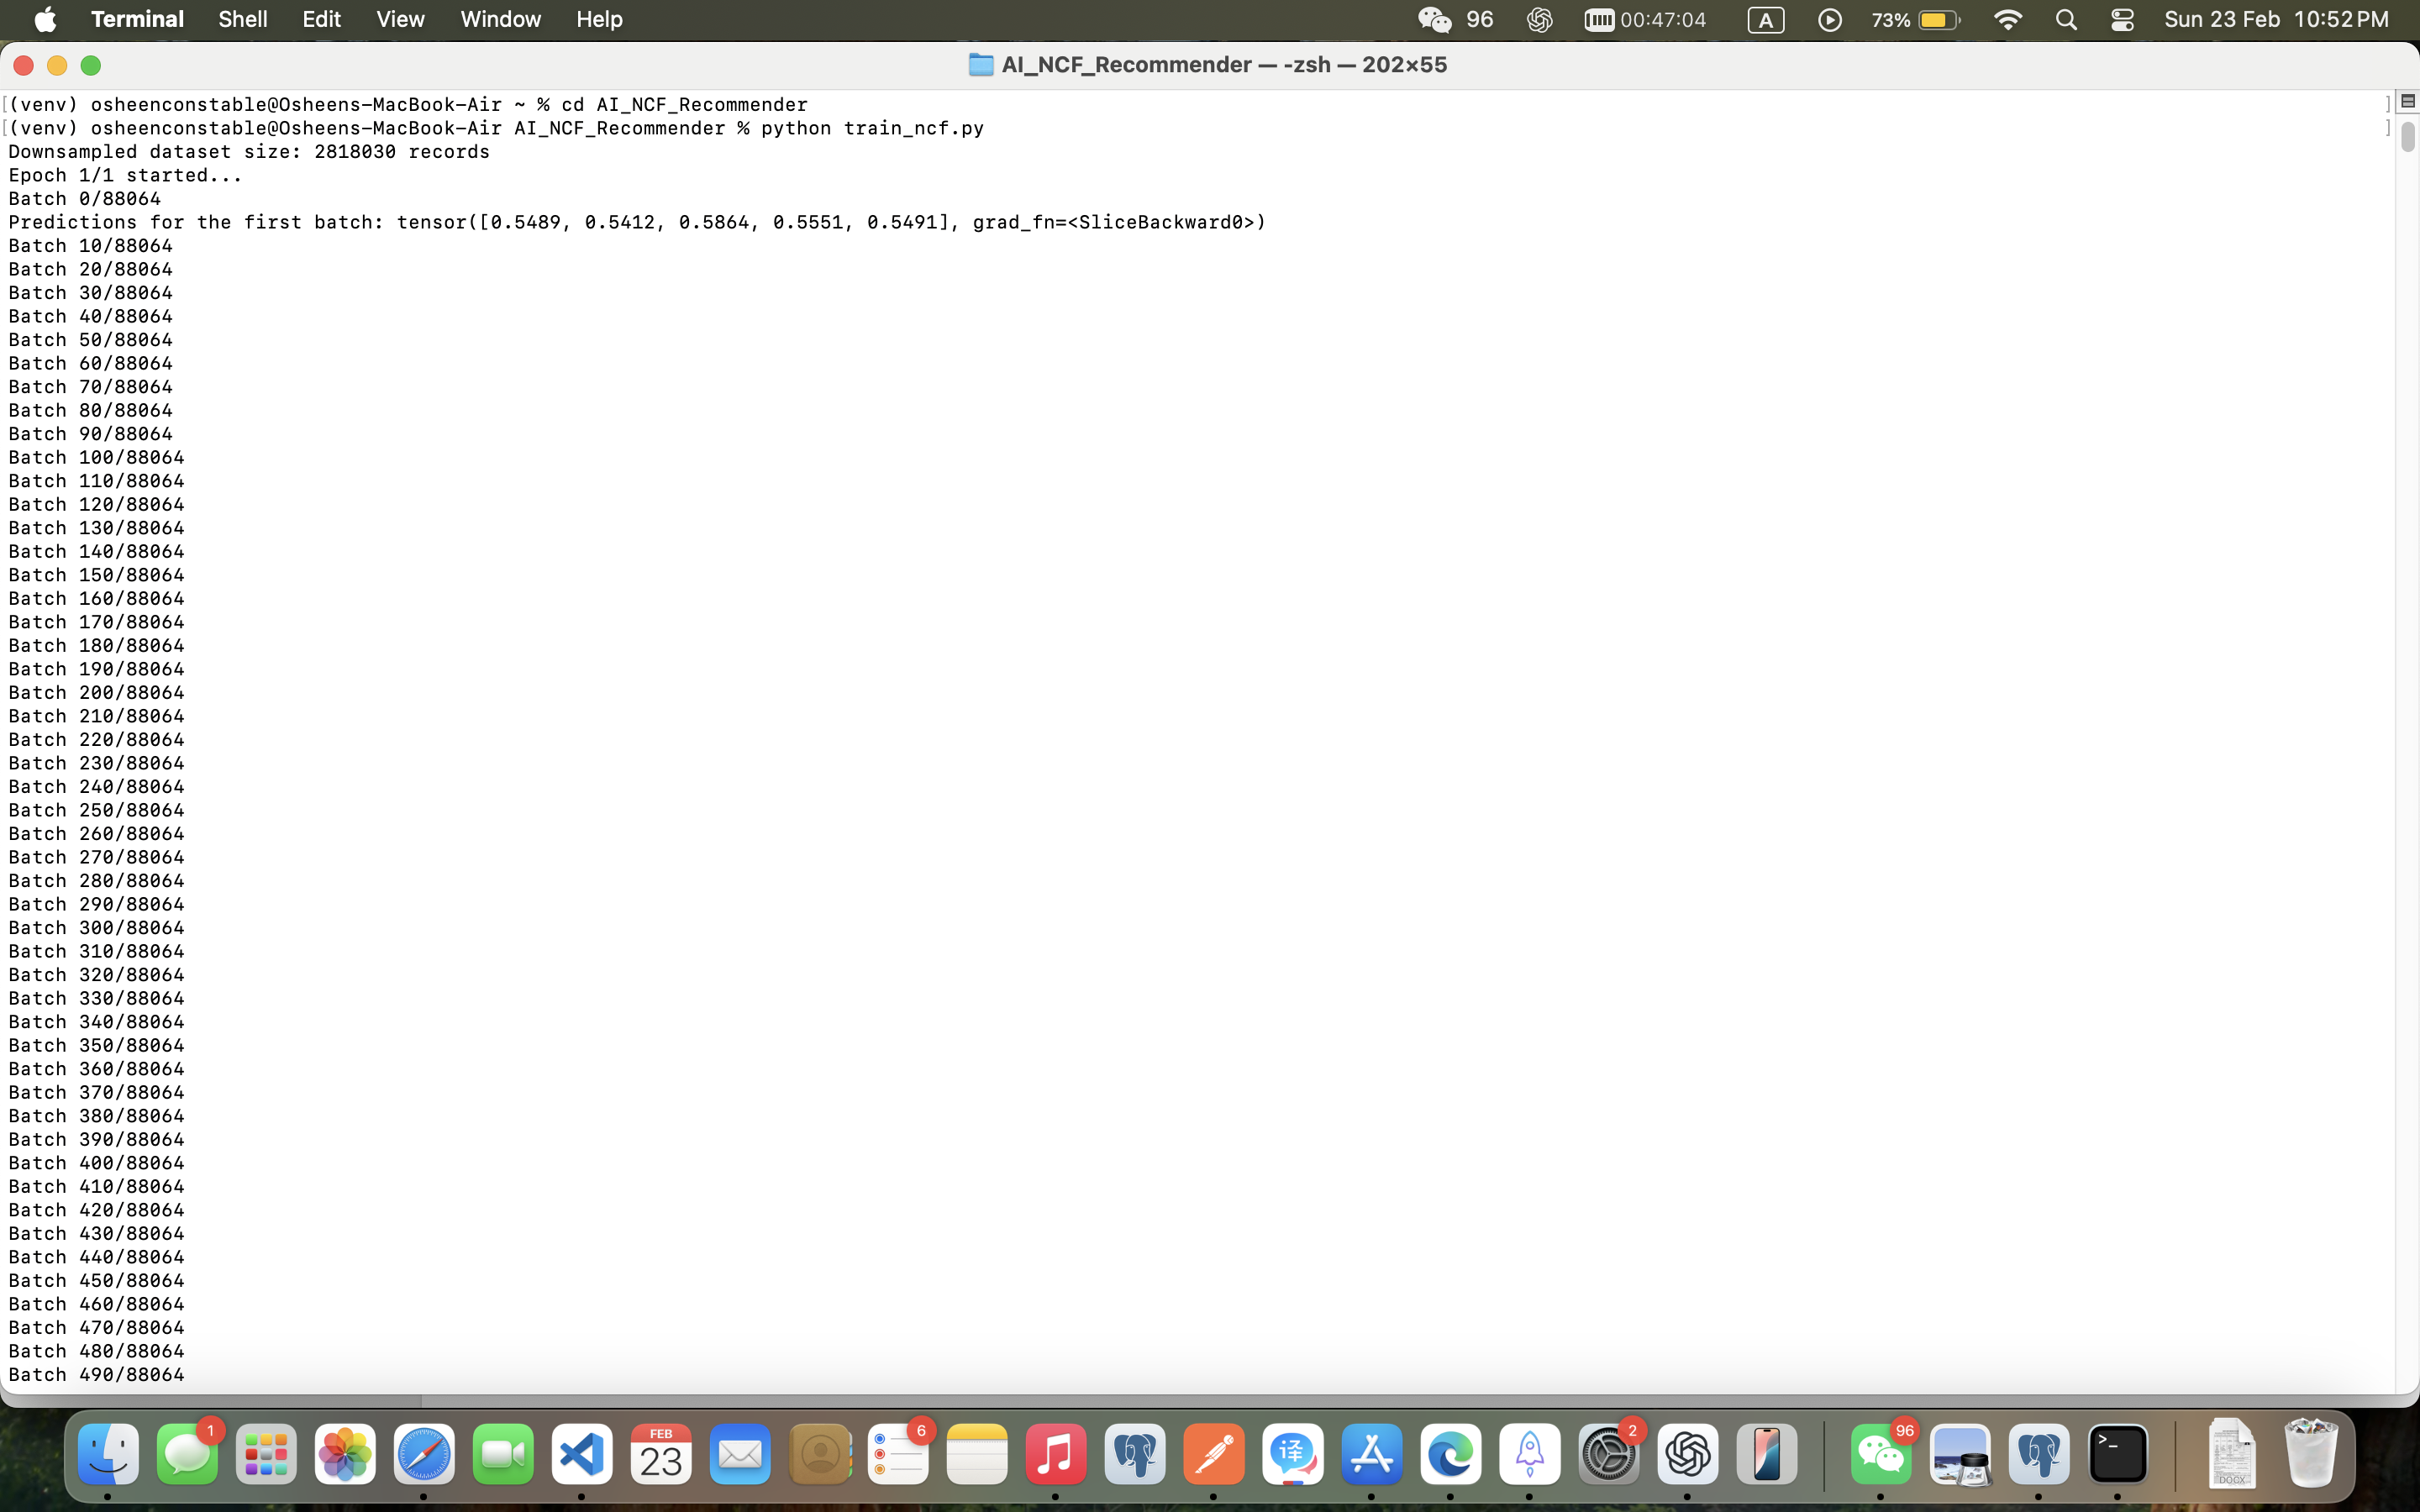 Terminal Shell Edit View Window Help 96 00:47:04 A 73% Sun 23 Feb 10:52 PM
AI_NCF_Recommender — -zsh — 202×55
[(venv) osheenconstable@Osheens-MacBook-Air ~ % cd AI_NCF_Recommender ]
[(venv) osheenconstable@Osheens-MacBook-Air AI_NCF_Recommender % python train_ncf.py ]
Downsampled dataset size: 2818030 records
Epoch 1/1 started...
Batch 0/88064
Predictions for the first batch: tensor([0.5489, 0.5412, 0.5864, 0.5551, 0.5491], grad_fn=<SliceBackward0>)
Batch 10/88064
Batch 20/88064
Batch 30/88064
Batch 40/88064
Batch 50/88064
Batch 60/88064
Batch 70/88064
Batch 80/88064
Batch 90/88064
Batch 100/88064
Batch 110/88064
Batch 120/88064
Batch 130/88064
Batch 140/88064
Batch 150/88064
Batch 160/88064
Batch 170/88064
Batch 180/88064
Batch 190/88064
Batch 200/88064
Batch 210/88064
Batch 220/88064
Batch 230/88064
Batch 240/88064
Batch 250/88064
Batch 260/88064
Batch 270/88064
Batch 280/88064
Batch 290/88064
Batch 300/88064
Batch 310/88064
Batch 320/88064
Batch 330/88064
Batch 340/88064
Batch 350/88064
Batch 360/88064
Batch 370/88064
Batch 380/88064
Batch 390/88064
Batch 400/88064
Batch 410/88064
Batch 420/88064
Batch 430/88064
Batch 440/88064
Batch 450/88064
Batch 460/88064
Batch 470/88064
Batch 480/88064
Batch 490/88064
1 FEB 23 6 译 2 96 >_ DOCX